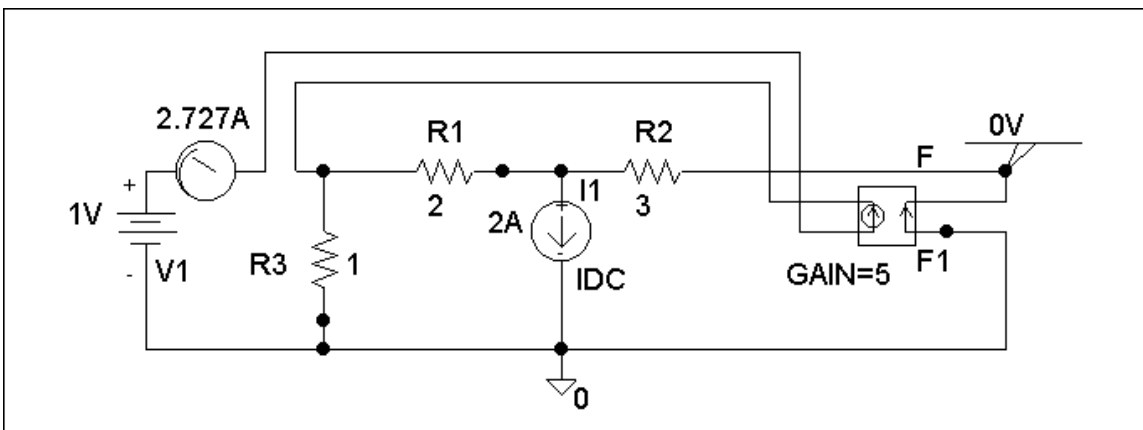 2.727A
R1
R2
0V
F
+
I1
2
3
2A
1V
R3
1
-
V1
IDC
GAIN=5
F1
0